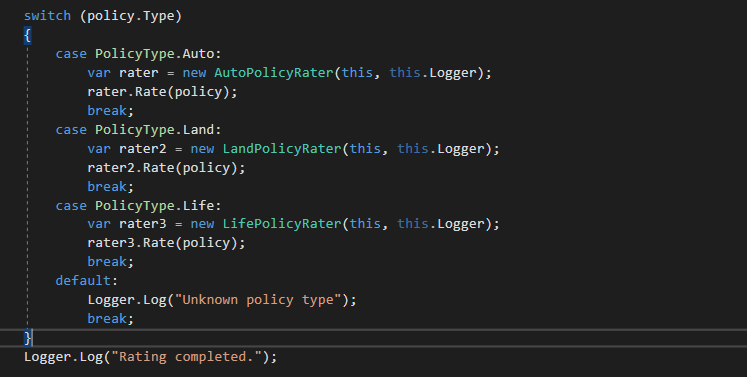 switch (policy.Type)
{
case PolicyType.Auto:
var rater = new AutoPolicyRater(this, this.Logger);
rater.Rate(policy);
break;
case PolicyType.Land:
var rater2 = new LandPolicyRater(this, this.Logger);
rater2.Rate(policy);
break;
case PolicyType.Life:
var rater3 = new LifePolicyRater(this, this.Logger);
rater3.Rate(policy);
break;
default:
Logger.Log("Unknown policy type");
break;
}
Logger.Log("Rating completed.");